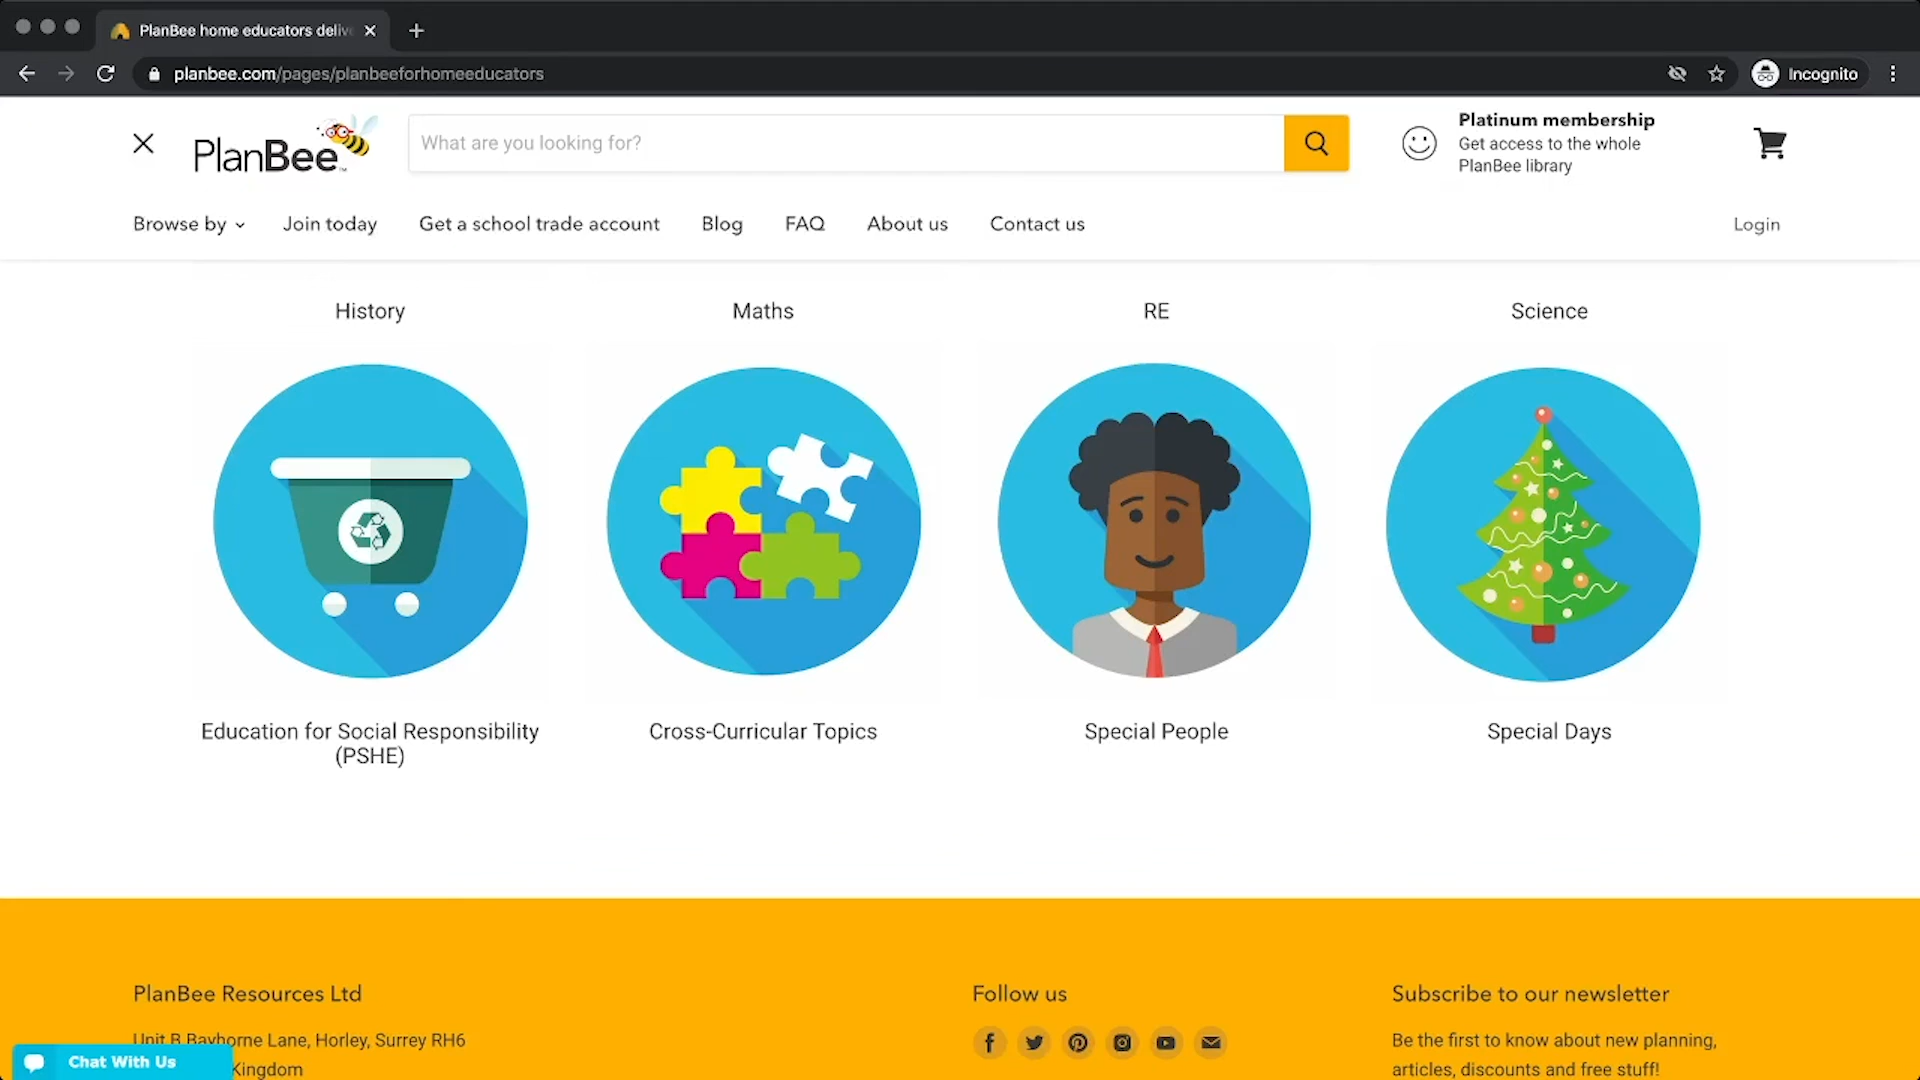 PlanBee home educators deliv
planbee.com/pages/planbeeforhomeeducators
Incognito
PlanBee
What are you looking for?
Platinum membership
Get access to the whole
PlanBee library
Browse by
Join today
Get a school trade account
Blog
FAQ
About us
Contact us
Login
History
Maths
RE
Science
Education for Social Responsibility
(PSHE)
Cross-Curricular Topics
Special People
Special Days
PlanBee Resources Ltd
Unit B Bayhorne Lane, Horley, Surrey RH6
Kingdom
Chat With Us
Follow us
Subscribe to our newsletter
Be the first to know about new planning,
articles, discounts and free stuff!